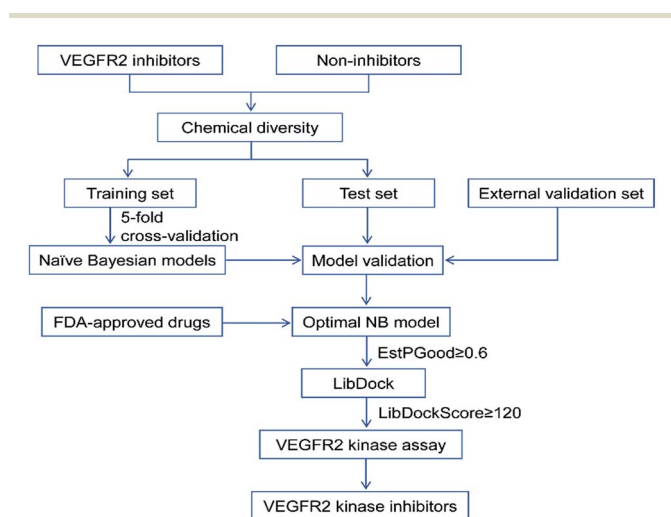 VEGFR2 inhibitors
Non-inhibitors
Chemical diversity
Training set
Test set
External validation set
5-fold
cross-validation
Naïve Bayesian models
Model validation
FDA-approved drugs
Optimal NB model
EstPGood≥0.6
LibDock
LibDockScore≥120
VEGFR2 kinase assay
VEGFR2 kinase inhibitors